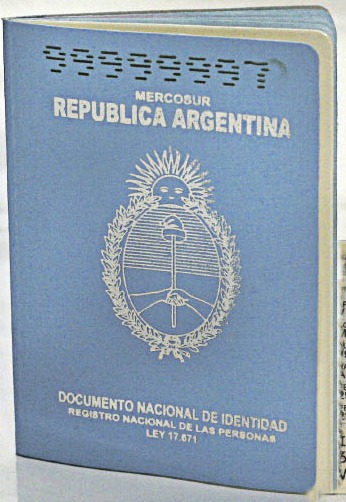 99999997
MERCOSUR
REPUBLICA ARGENTINA
DOCUMENTO NACIONAL DE IDENTIDAD
REGISTRO NACIONAL DE LAS PERSONAS
LEY 17.671